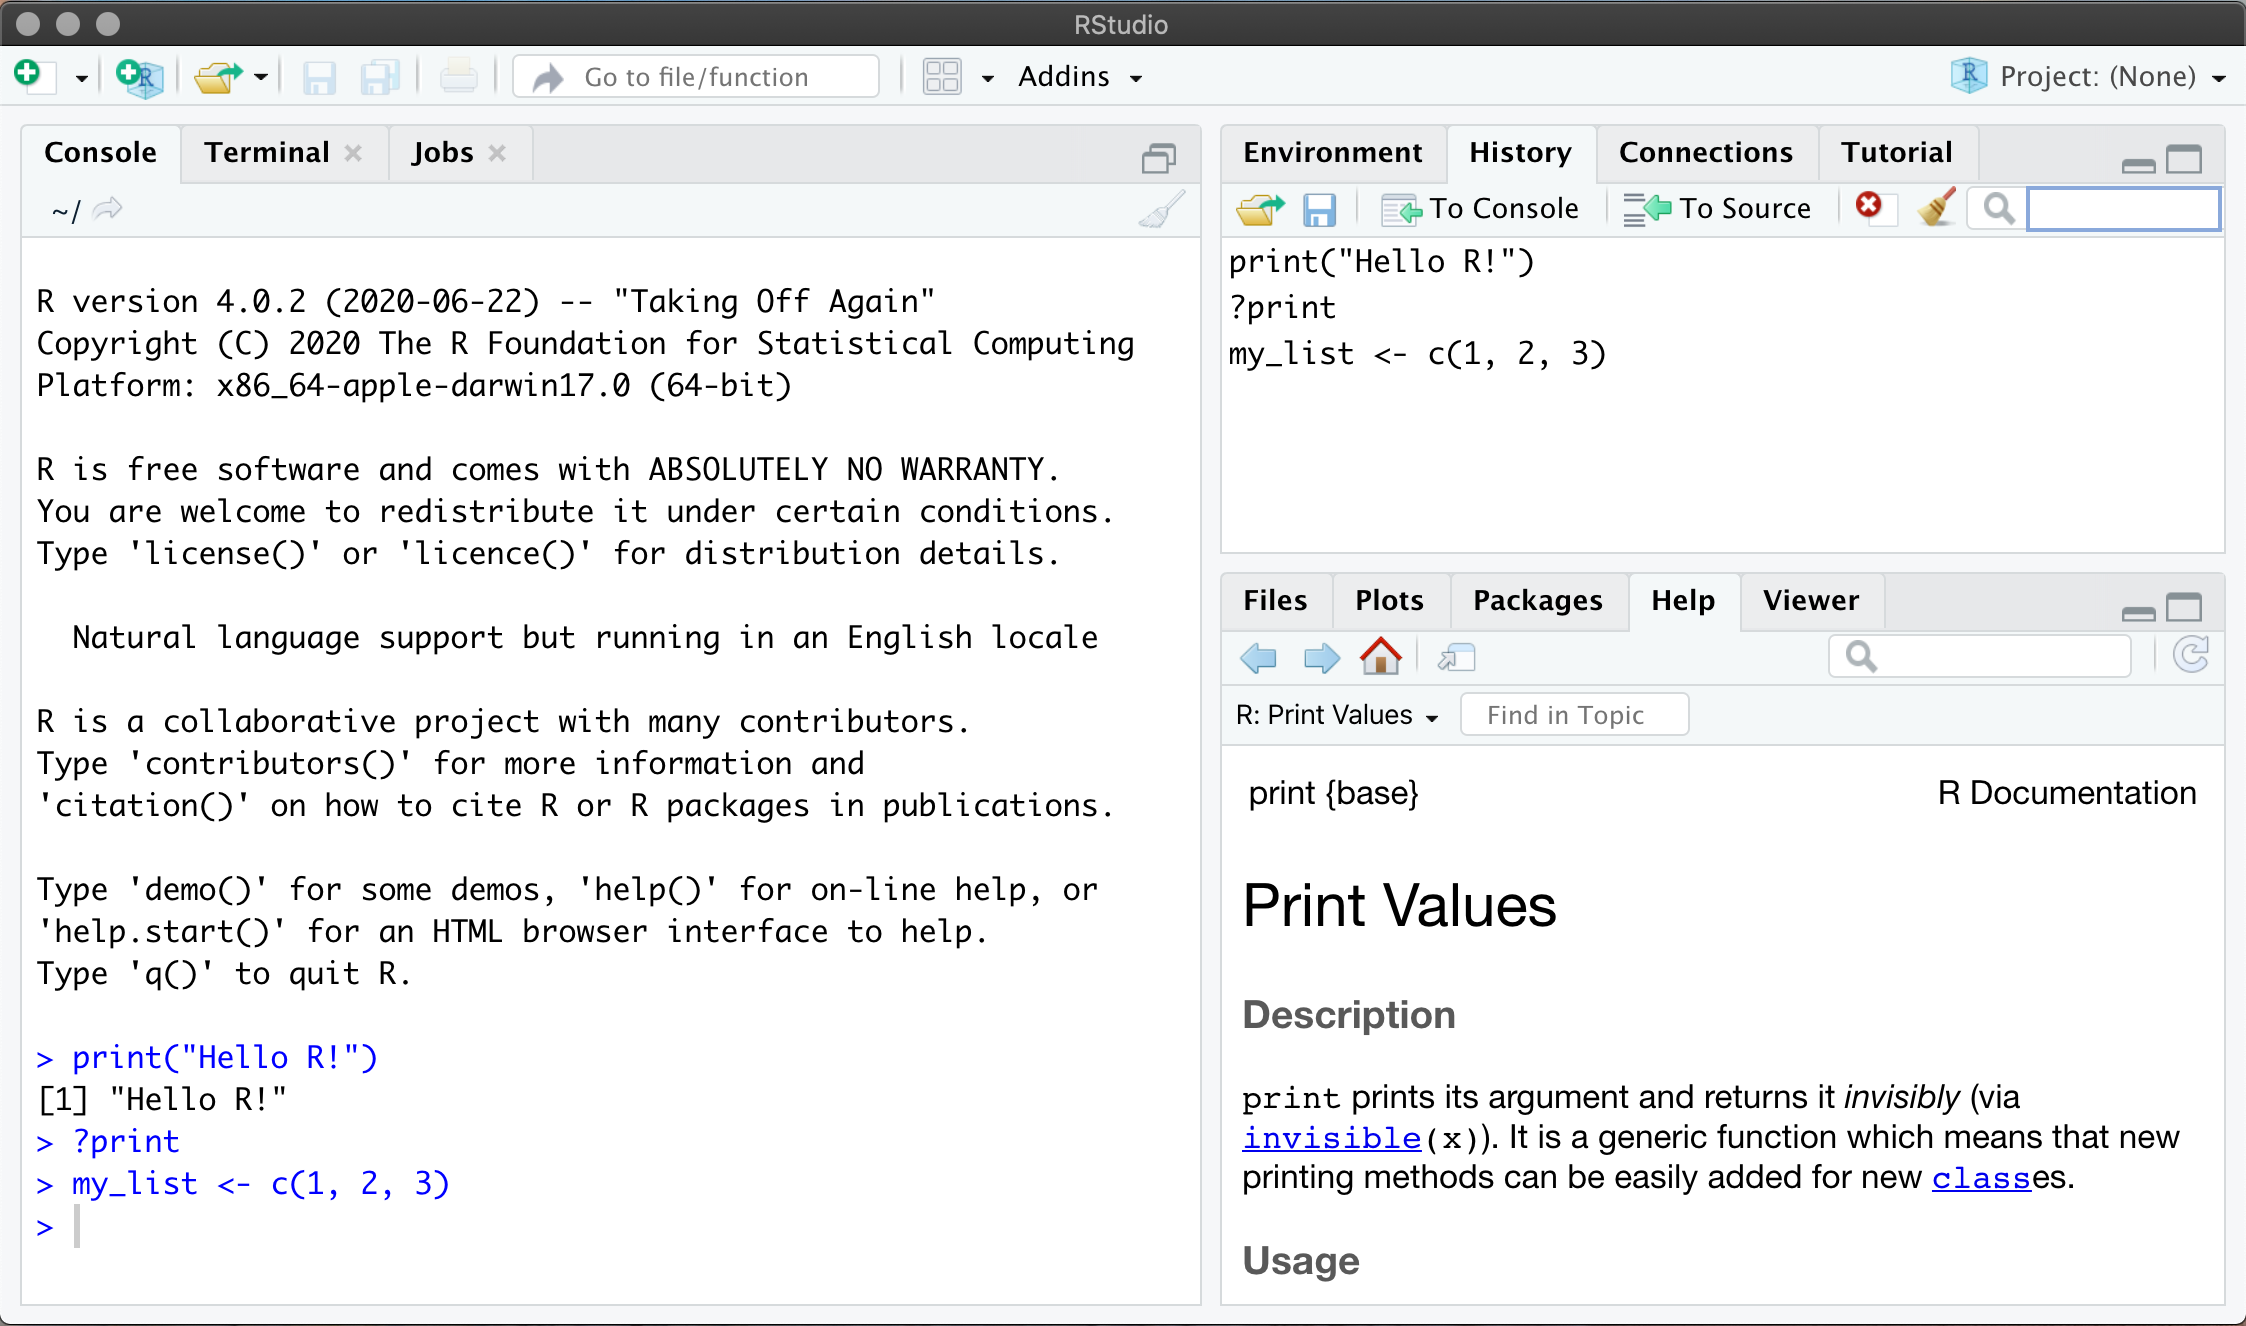 RStudio
Go to file/function
Addins
Project: (None)
Console
Terminal
Jobs
~/
R version 4.0.2 (2020-06-22) -- "Taking Off Again"
Copyright (C) 2020 The R Foundation for Statistical Computing
Platform: x86_64-apple-darwin17.0 (64-bit)
R is free software and comes with ABSOLUTELY NO WARRANTY.
You are welcome to redistribute it under certain conditions.
Type 'license()' or 'licence()' for distribution details.
Natural language support but running in an English locale
R is a collaborative project with many contributors.
Type 'contributors()' for more information and
'citation()' on how to cite R or R packages in publications.
Type 'demo()' for some demos, 'help()' for on-line help, or
'help.start()' for an HTML browser interface to help.
Type 'q()' to quit R.
> print("Hello R!")
[1] "Hello R!"
> ?print
> my_list <- c(1, 2, 3)
>
Environment
History
Connections
Tutorial
To Console
To Source
print("Hello R!")
?print
my_list <- c(1, 2, 3)
Files
Plots
Packages
Help
Viewer
R: Print Values
Find in Topic
print {base}
R Documentation
Print Values
Description
print prints its argument and returns it invisibly (via
invisible(x)). It is a generic function which means that new
printing methods can be easily added for new classes.
Usage